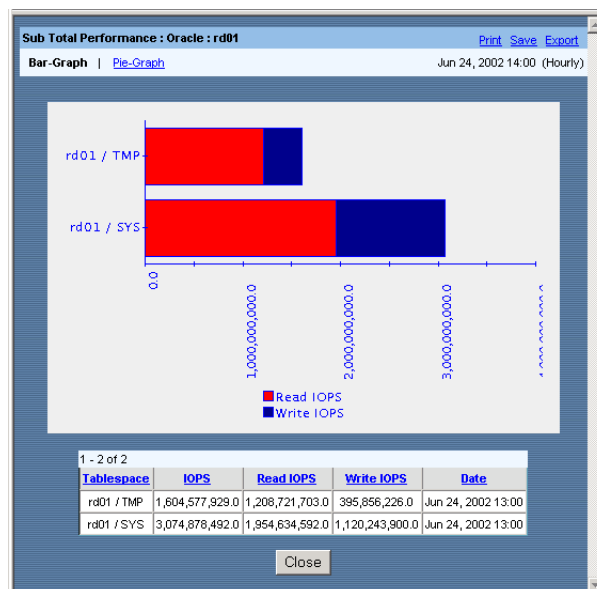 Sub Total Performance : Oracle : rd01 Print Save Export
Bar-Graph | Pie-Graph Jun 24, 2002 14:00 (Hourly)
rd01 / TMP
rd01 / SYS
0.0
1,000,000,000.0
2,000,000,000.0
3,000,000,000.0
Read IOPS
Write IOPS
1 - 2 of 2
Tablespace IOPS Read IOPS Write IOPS Date
rd01 / TMP 1,604,577,929.0 1,208,721,703.0 395,856,226.0 Jun 24, 2002 13:00
rd01 / SYS 3,074,878,492.0 1,954,634,592.0 1,120,243,900.0 Jun 24, 2002 13:00
Close